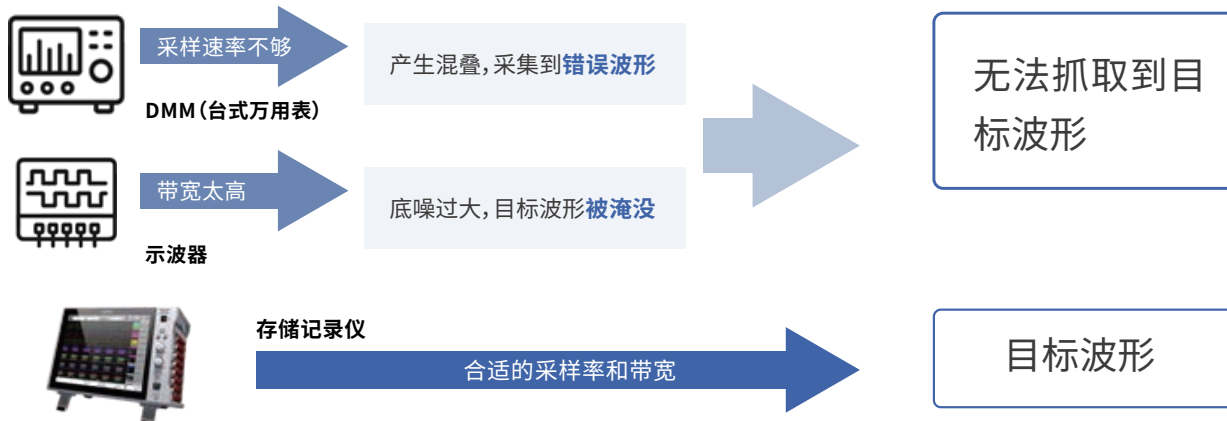 采样速率不够
DMM（台式万用表）
产生混叠，采集到错误波形
带宽太高
示波器
底噪过大，目标波形被淹没
无法抓取到目
标波形
存储记录仪
合适的采样率和带宽
目标波形